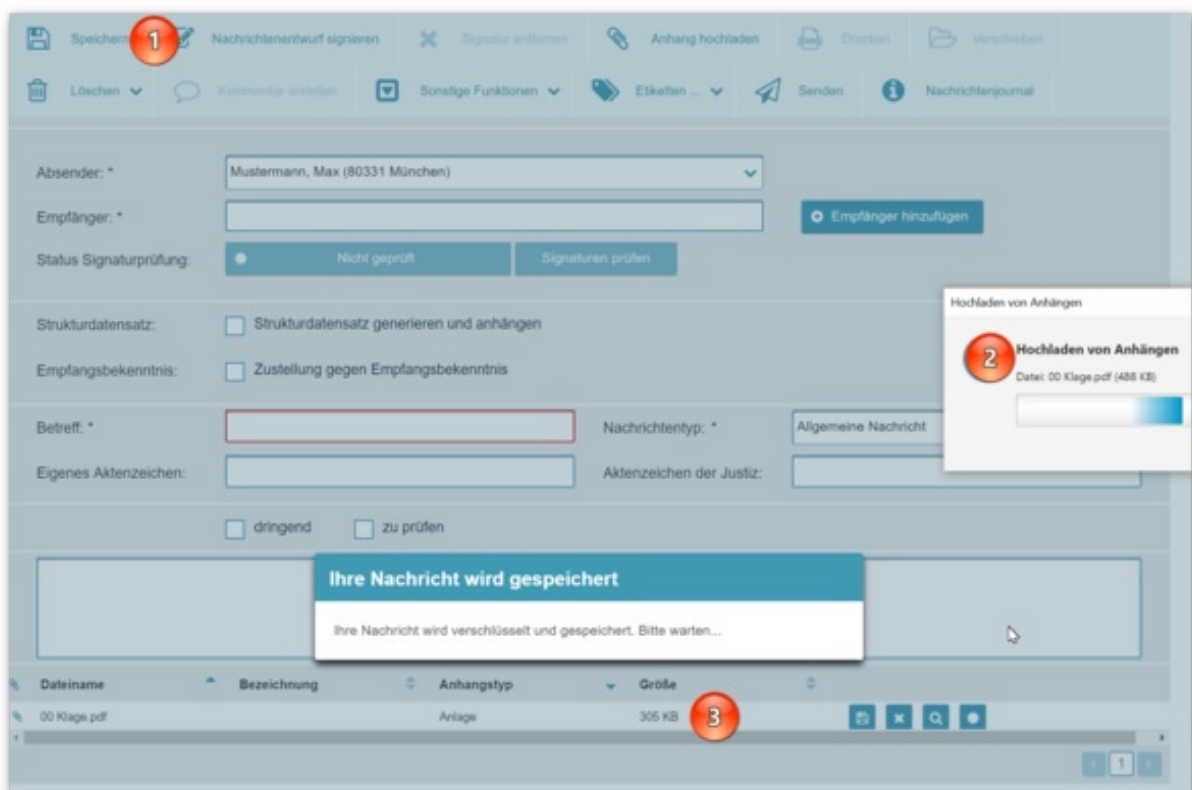 Speichern 1 Nachrichtenentwurf signieren Signatur entfernen Anhang hochladen Drucken Verschieben
Löschen Kommentar erstellen Sonstige Funktionen Etiketten ... Senden Nachrichtenjournal
Absender: * Mustermann, Max (80331 München)
Empfänger: * Empfänger hinzufügen
Status Signaturprüfung: Nicht geprüft Signaturen prüfen
Hochladen von Anhängen
Strukturdatensatz: Strukturdatensatz generieren und anhängen
2 Hochladen von Anhängen
Empfangsbekenntnis: Zustellung gegen Empfangsbekenntnis
Datei: 00 Klage.pdf (488 KB)
Betreff: * Nachrichtentyp: * Allgemeine Nachricht
Eigenes Aktenzeichen: Aktenzeichen der Justiz:
dringend zu prüfen
Ihre Nachricht wird gespeichert
Ihre Nachricht wird verschlüsselt und gespeichert. Bitte warten...
Dateiname Bezeichnung Anhangstyp Größe
00 Klage.pdf Anlage 305 KB 3
1